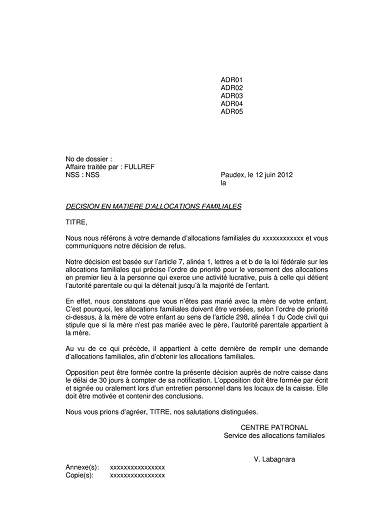 ADR01
ADR02
ADR03
ADR04
ADR05
No de dossier :
Affaire traitée par : FULLREF
NSS : NSS
Paudex, le 12 juin 2012
la
DECISION EN MATIERE D'ALLOCATIONS FAMILIALES
TITRE,
Nous nous référons à votre demande d'allocations familiales du xxxxxxxxxxxx et vous
communiquons notre décision de refus.
Notre décision est basée sur l'article 7, alinéa 1, lettres a et b de la loi fédérale sur les
allocations familiales qui précise l'ordre de priorité pour le versement des allocations
en premier lieu à la personne qui exerce une activité lucrative, puis à celle qui détient
l'autorité parentale ou qui la détenait jusqu'à la majorité de l'enfant.
En effet, nous constatons que vous n'êtes pas marié avec la mère de votre enfant.
C'est pourquoi, les allocations familiales doivent être versées, selon l'ordre de priorité
ci-dessus, à la mère de votre enfant au sens de l'article 298, alinéa 1 du Code civil qui
stipule que si la mère n'est pas mariée avec le père, l'autorité parentale appartient à
la mère.
Au vu de ce qui précède, il appartient à cette dernière de remplir une demande
d'allocations familiales, afin d'obtenir les allocations familiales.
Opposition peut être formée contre la présente décision auprès de notre caisse dans
le délai de 30 jours à compter de sa notification. L'opposition doit être formée par écrit
et signée ou oralement lors d'un entretien personnel dans les locaux de la caisse. Elle
doit être motivée et contenir des conclusions.
Nous vous prions d'agréer, TITRE, nos salutations distinguées.
CENTRE PATRONAL
Service des allocations familiales
V. Labagnara
Annexe(s): xxxxxxxxxxxxxxxx
Copie(s): xxxxxxxxxxxxxxxx